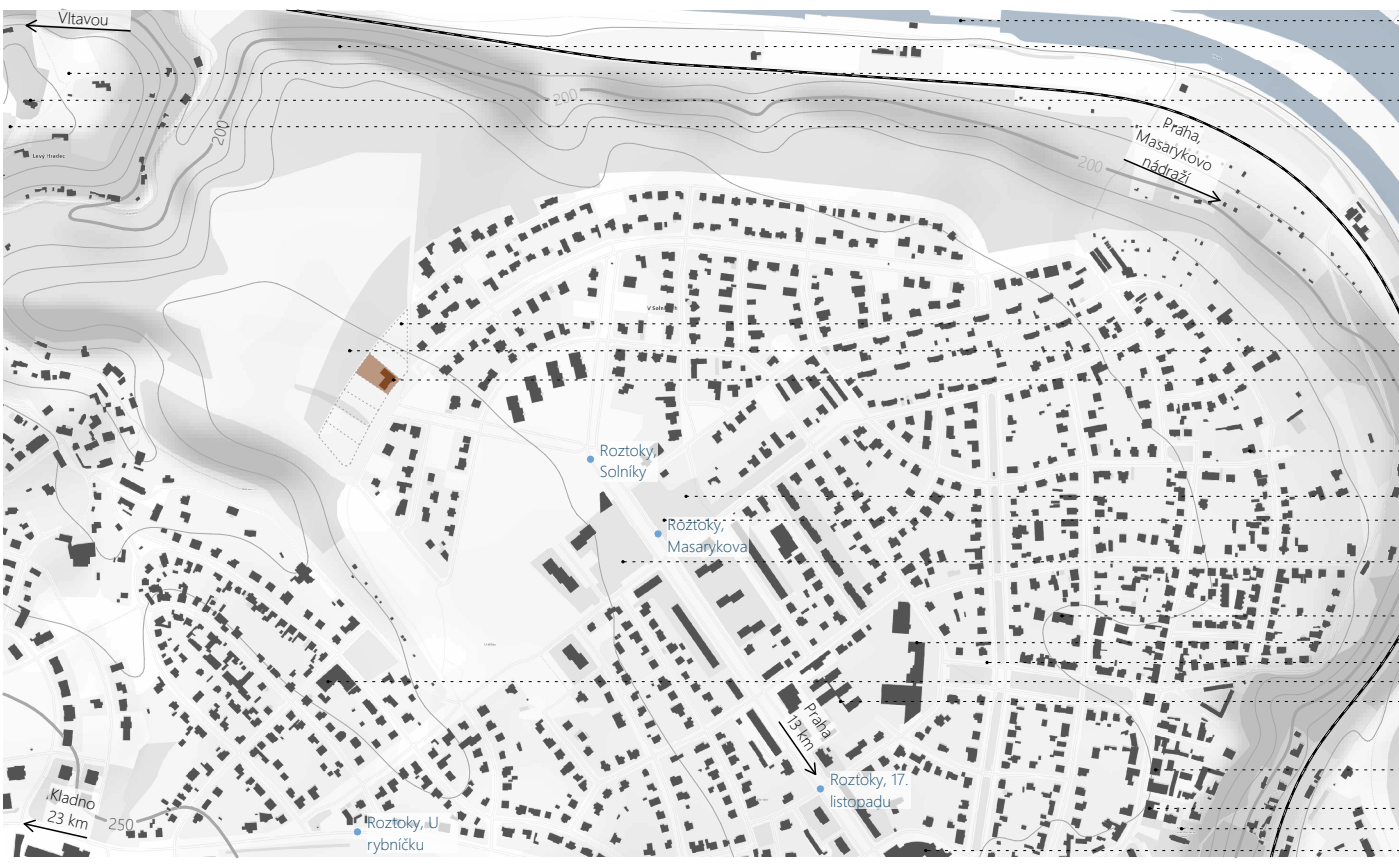 Vltavou
200
200
Praha,
Masarykovo
nádraží
200
Levý Hradec
Roztoky,
Solníky
Roztoky,
Masarykova
Praha
13 km
Roztoky, 17.
listopadu
Kladno
23 km
250
Roztoky, U
rybníčku